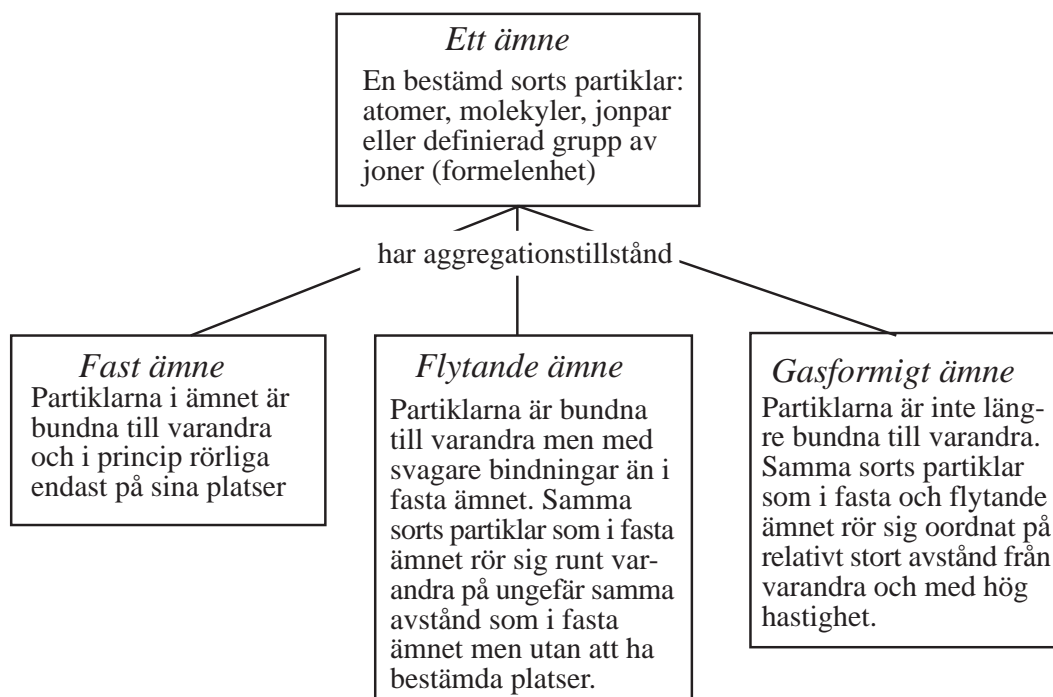 Ett ämne
En bestämd sorts partiklar:
atomer, molekyler, jonpar
eller definierad grupp av
joner (formelenhet)
har aggregationstillstånd
Fast ämne
Partiklarna i ämnet är
bundna till varandra
och i princip rörliga
endast på sina platser
Flytande ämne
Partiklarna är bundna
till varandra men med
svagare bindningar än i
fasta ämnet. Samma
sorts partiklar som i fasta
ämnet rör sig runt var-
andra på ungefär samma
avstånd som i fasta
ämnet men utan att ha
bestämda platser.
Gasformigt ämne
Partiklarna är inte läng-
re bundna till varandra.
Samma sorts partiklar
som i fasta och flytande
ämnet rör sig oordnat på
relativt stort avstånd från
varandra och med hög
hastighet.